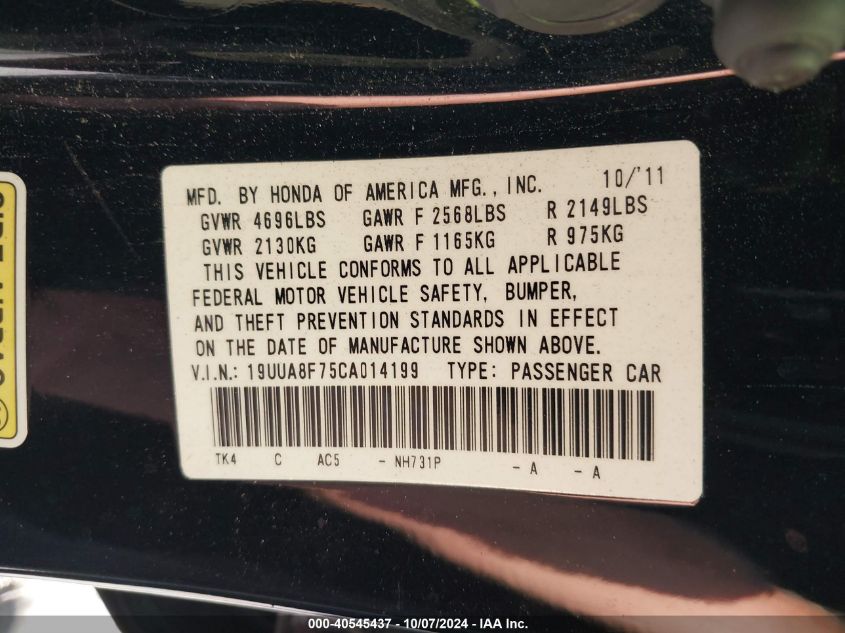 MFD. BY HONDA OF AMERICA MFG., INC. 10/'11
GVWR 4696LBS GAWR F 2568LBS R 2149LBS
GVWR 2130KG GAWR F 1165KG R 975KG
THIS VEHICLE CONFORMS TO ALL APPLICABLE
FEDERAL MOTOR VEHICLE SAFETY, BUMPER,
AND THEFT PREVENTION STANDARDS IN EFFECT
ON THE DATE OF MANUFACTURE SHOWN ABOVE.
V.I.N.: 19UUA8F75CA014199 TYPE: PASSENGER CAR
TK4 C AC5 - NH731P - A - A
000-40545437 - 10/07/2024 - IAA Inc.